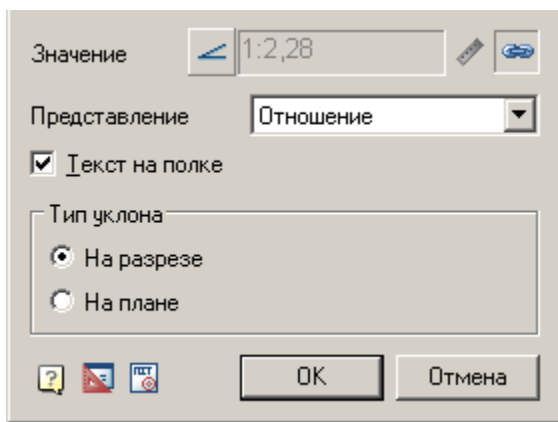 Значение 1:2,28
Представление Отношение
Текст на полке
Тип уклона
На разрезе
На плане
OK Отмена